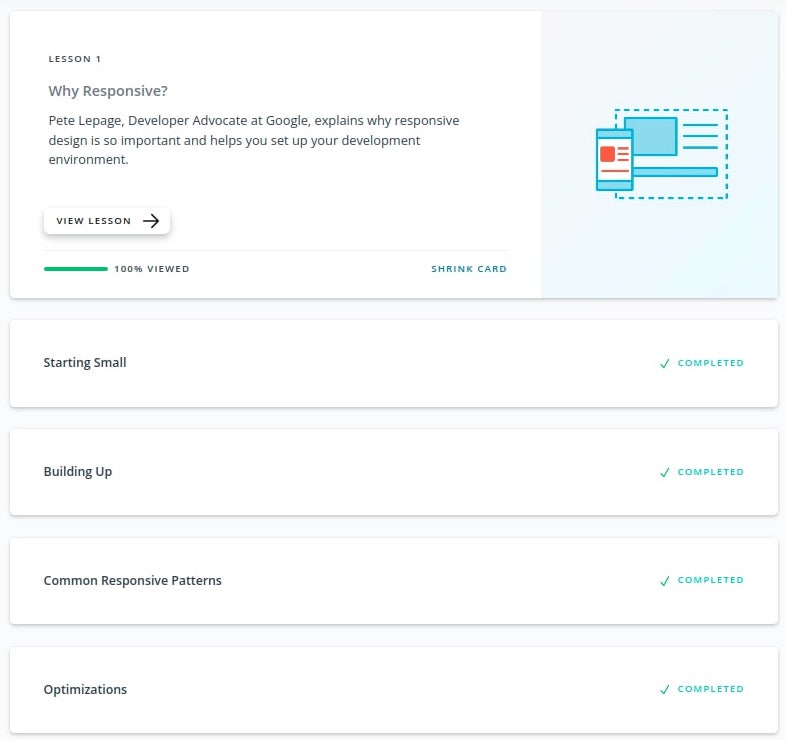 LESSON 1
Why Responsive?
Pete Lepage, Developer Advocate at Google, explains why responsive
design is so important and helps you set up your development
environment.
VIEW LESSON
100% VIEWED
SHRINK CARD
Starting Small
COMPLETED
Building Up
COMPLETED
Common Responsive Patterns
COMPLETED
Optimizations
COMPLETED